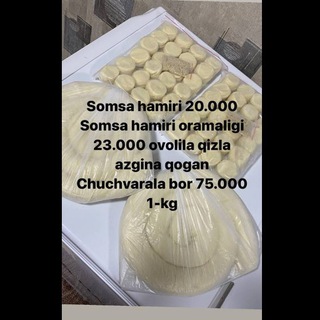 Somsa hamiri 20.000
Somsa hamiri oramaligi
23.000 ovolila qizla
azgina qogan
Chuchvarala bor 75.000
1-kg